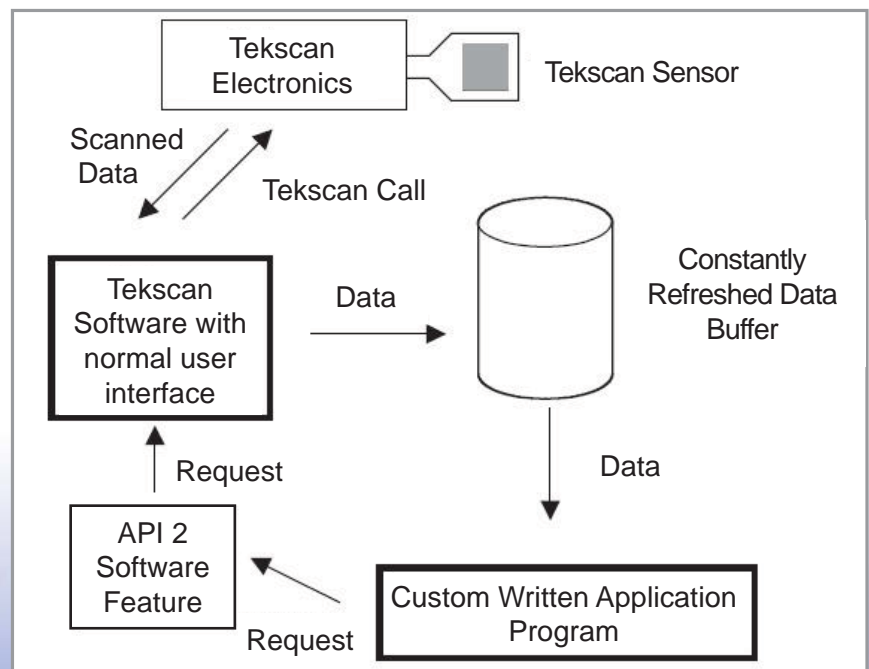 Tekscan
Electronics
Tekscan Sensor
Scanned
Data
Tekscan Call
Tekscan
Software with
normal user
interface
Data
Constantly
Refreshed Data
Buffer
Request
Data
API 2
Software
Feature
Request
Custom Written Application
Program